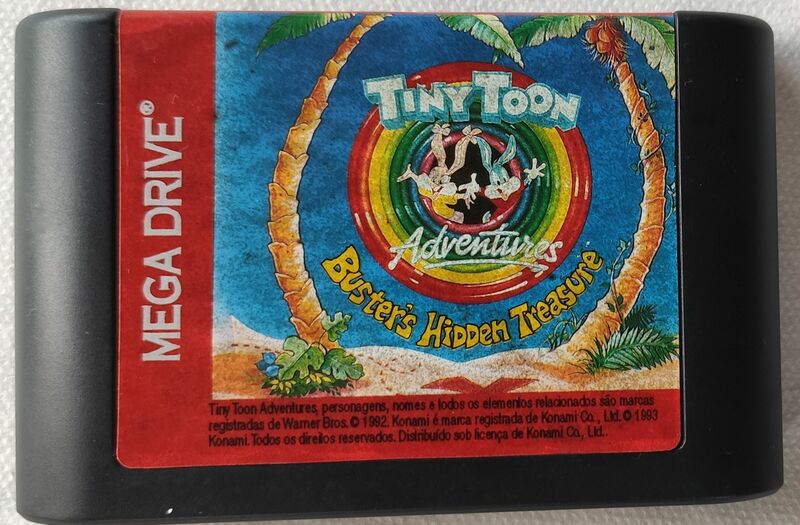 MEGA DRIVE®
TINY TOON
Adventures
Buster's Hidden Treasure
Tiny Toon Adventures, personagens, nomes e todos os elementos relacionados são marcas
registradas de Warner Bros. © 1992. Konami é marca registrada de Konami Co., Ltd. © 1993
Konami. Todos os direitos reservados. Distribuído sob licença de Konami Co., Ltd..